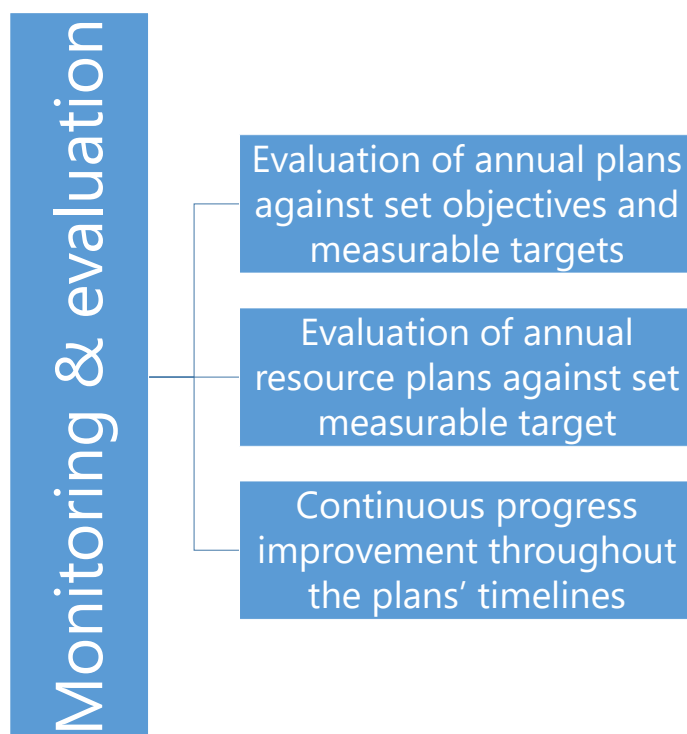 Monitoring & evaluation
Evaluation of annual plans
against set objectives and
measurable targets
Evaluation of annual
resource plans against set
measurable target
Continuous progress
improvement throughout
the plans’ timelines